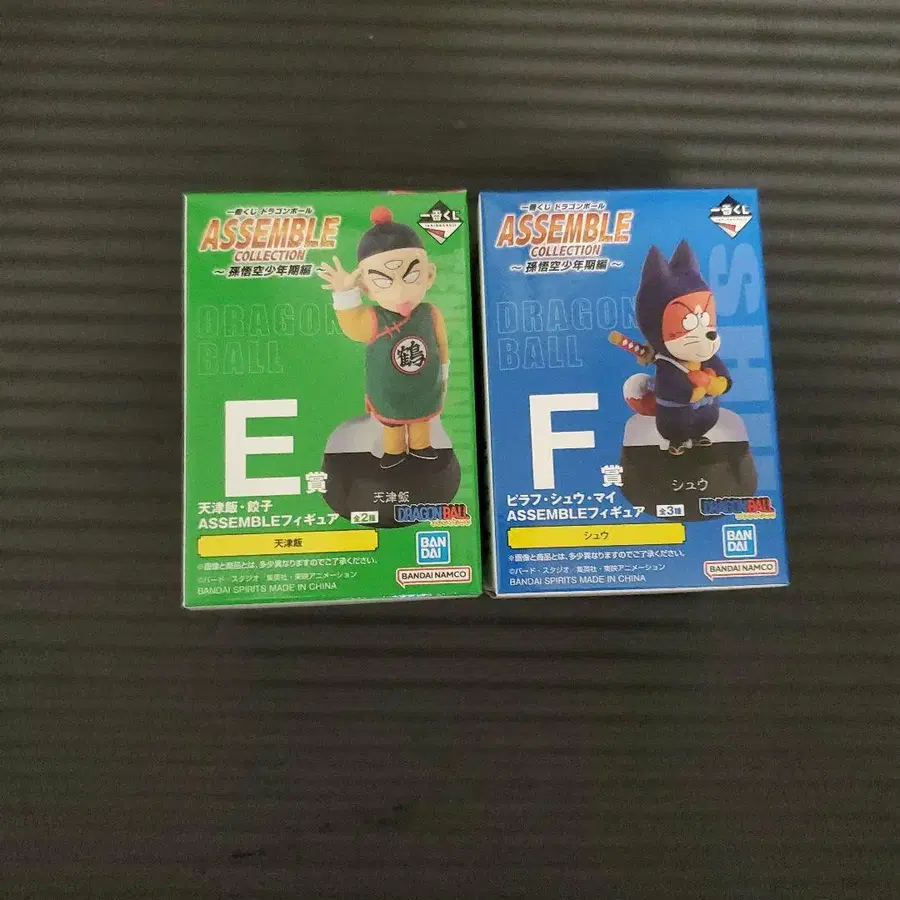 一番くじ ドラゴンボール
ASSEMBLE
COLLECTION
～ 孫悟空少年期編 ～
一番くじ
DRAGON
BALL
鶴
E賞
天津飯
天津飯・餃子
ASSEMBLEフィギュア 全2種
DRAGONBALL
天津飯
BAN
DAI
※画像と商品とは、多少異なりますのでご了承ください。
©バード・スタジオ/集英社・東映アニメーション
BANDAI SPIRITS MADE IN CHINA
BANDAI NAMCO
一番くじ ドラゴンボール
ASSEMBLE
COLLECTION
～ 孫悟空少年期編 ～
一番くじ
DRAGON
BALL
F賞
シュウ
ピラフ・シュウ・マイ
ASSEMBLEフィギュア 全3種
DRAGONBALL
シュウ
BAN
DAI
※画像と商品とは、多少異なりますのでご了承ください。
©バード・スタジオ/集英社・東映アニメーション
BANDAI SPIRITS MADE IN CHINA
BANDAI NAMCO